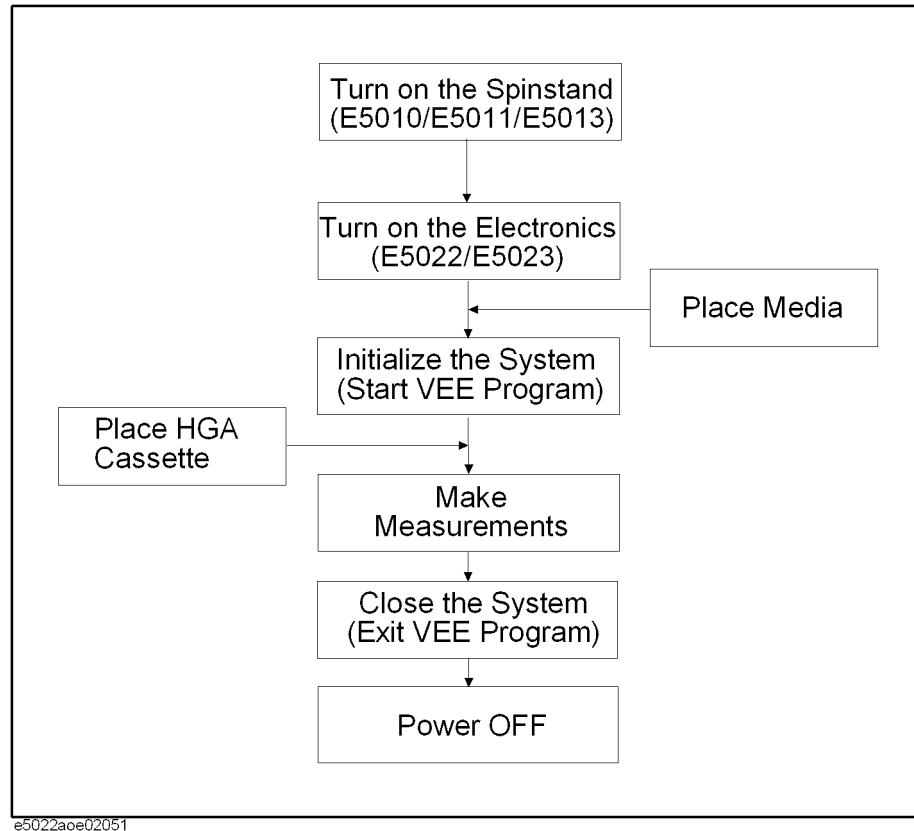 Turn on the Spinstand
(E5010/E5011/E5013)
Turn on the Electronics
(E5022/E5023)
Place Media
Initialize the System
(Start VEE Program)
Place HGA
Cassette
Make
Measurements
Close the System
(Exit VEE Program)
Power OFF
e5022aoe02051